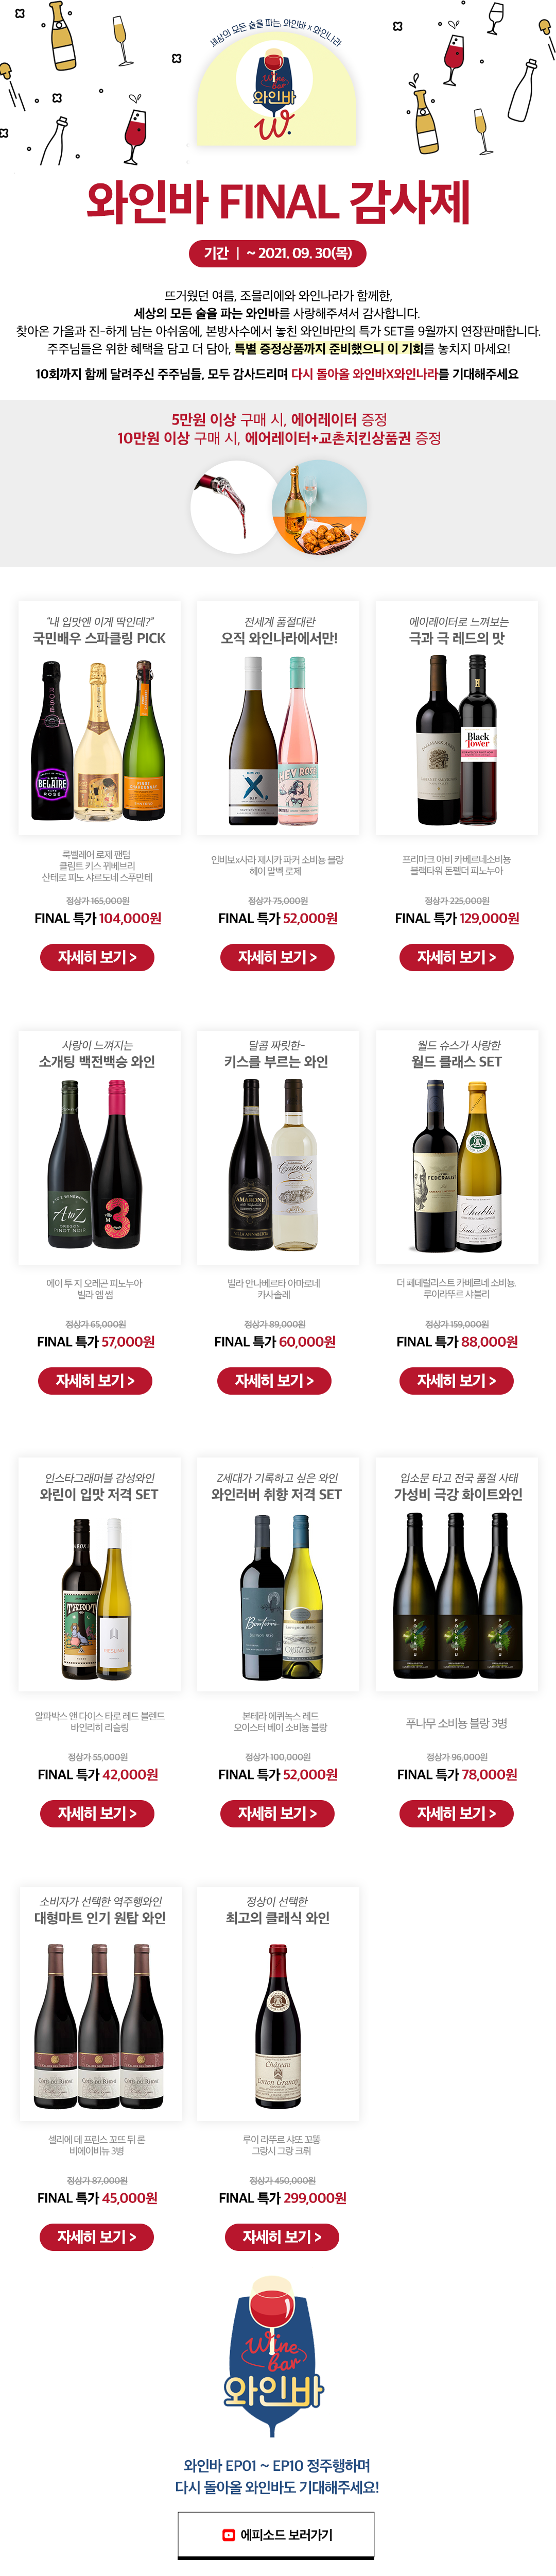 세상의 모든 술을 파는, 와인바 x 와인나라
Wine
bar
와인바
w.
와인바 FINAL 감사제
기간 | ~ 2021. 09. 30(목)
뜨거웠던 여름, 조믈리에와 와인나라가 함께한,
세상의 모든 술을 파는 와인바를 사랑해주셔서 감사합니다.
찾아온 가을과 진-하게 남는 아쉬움에, 본방사수에서 놓친 와인바만의 특가 SET를 9월까지 연장판매합니다.
주주님들은 위한 혜택을 담고 더 담아, 특별 증정상품까지 준비했으니 이 기회를 놓치지 마세요!
10회까지 함께 달려주신 주주님들, 모두 감사드리며 다시 돌아올 와인바X와인나라를 기대해주세요
5만원 이상 구매 시, 에어레이터 증정
10만원 이상 구매 시, 에어레이터+교촌치킨상품권 증정
"내 입맛엔 이게 딱인데?"
국민배우 스파클링 PICK
BELAIRE
ROSÉ
룩벨레어 로제 팬텀
클림트 키스 뀌베브리
산테로 피노 샤르도네 스푸만테
정상가 165,000원
FINAL 특가 104,000원
자세히 보기 >
전세계 품절대란
오직 와인나라에서만!
X,
HEY ROSÉ
인비보x사라 제시카 파커 소비뇽 블랑
헤이 말벡 로제
정상가 75,000원
FINAL 특가 52,000원
자세히 보기 >
에이레이터로 느껴보는
극과 극 레드의 맛
Black
Tower
프리마크 아비 카베르네소비뇽
블랙타워 돈펠더 피노누아
정상가 225,000원
FINAL 특가 129,000원
자세히 보기 >
사랑이 느껴지는
소개팅 백전백승 와인
A to Z WINEWORKS
A to Z
OREGON
PINOT NOIR
3
에이 투 지 오레곤 피노누아
빌라 엠 썸
정상가 65,000원
FINAL 특가 57,000원
자세히 보기 >
달콤 짜릿한-
키스를 부르는 와인
AMARONE
VILLA ANNABERTA
Casasole
빌라 안나베르타 아마로네
카사솔레
정상가 89,000원
FINAL 특가 60,000원
자세히 보기 >
월드 슈스가 사랑한
월드 클래스 SET
FEDERALIST
Chablis
Louis Latour
더 페데럴리스트 카베르네 소비뇽
루이라뚜르 샤블리
정상가 159,000원
FINAL 특가 88,000원
자세히 보기 >
인스타그래머블 감성와인
와린이 입맛 저격 SET
TAROT
RIESLING
알파박스 앤 다이스 타로 레드 블렌드
바인리히 리슬링
정상가 55,000원
FINAL 특가 42,000원
자세히 보기 >
Z세대가 기록하고 싶은 와인
와인러버 취향 저격 SET
Bonterra
Sauvignon Blanc
OYSTER BAY
본테라 에퀴녹스 레드
오이스터 베이 소비뇽 블랑
정상가 100,000원
FINAL 특가 52,000원
자세히 보기 >
입소문 타고 전국 품절 사태
가성비 극강 화이트와인
푸나무 소비뇽 블랑 3병
정상가 96,000원
FINAL 특가 78,000원
자세히 보기 >
소비자가 선택한 역주행와인
대형마트 인기 원탑 와인
CÔTES DU RHÔNE
CÔTES DU RHÔNE
CÔTES DU RHÔNE
셀리에 데 프린스 꼬뜨 뒤 론
비에이비뉴 3병
정상가 87,000원
FINAL 특가 45,000원
자세히 보기 >
정상이 선택한
최고의 클래식 와인
Château
Corton Grancey
루이 라뚜르 샤또 꼬똥
그랑시 그랑 크뤼
정상가 450,000원
FINAL 특가 299,000원
자세히 보기 >
Wine
bar
와인바
와인바 EP01 ~ EP10 정주행하며
다시 돌아올 와인바도 기대해주세요!
에피소드 보러가기